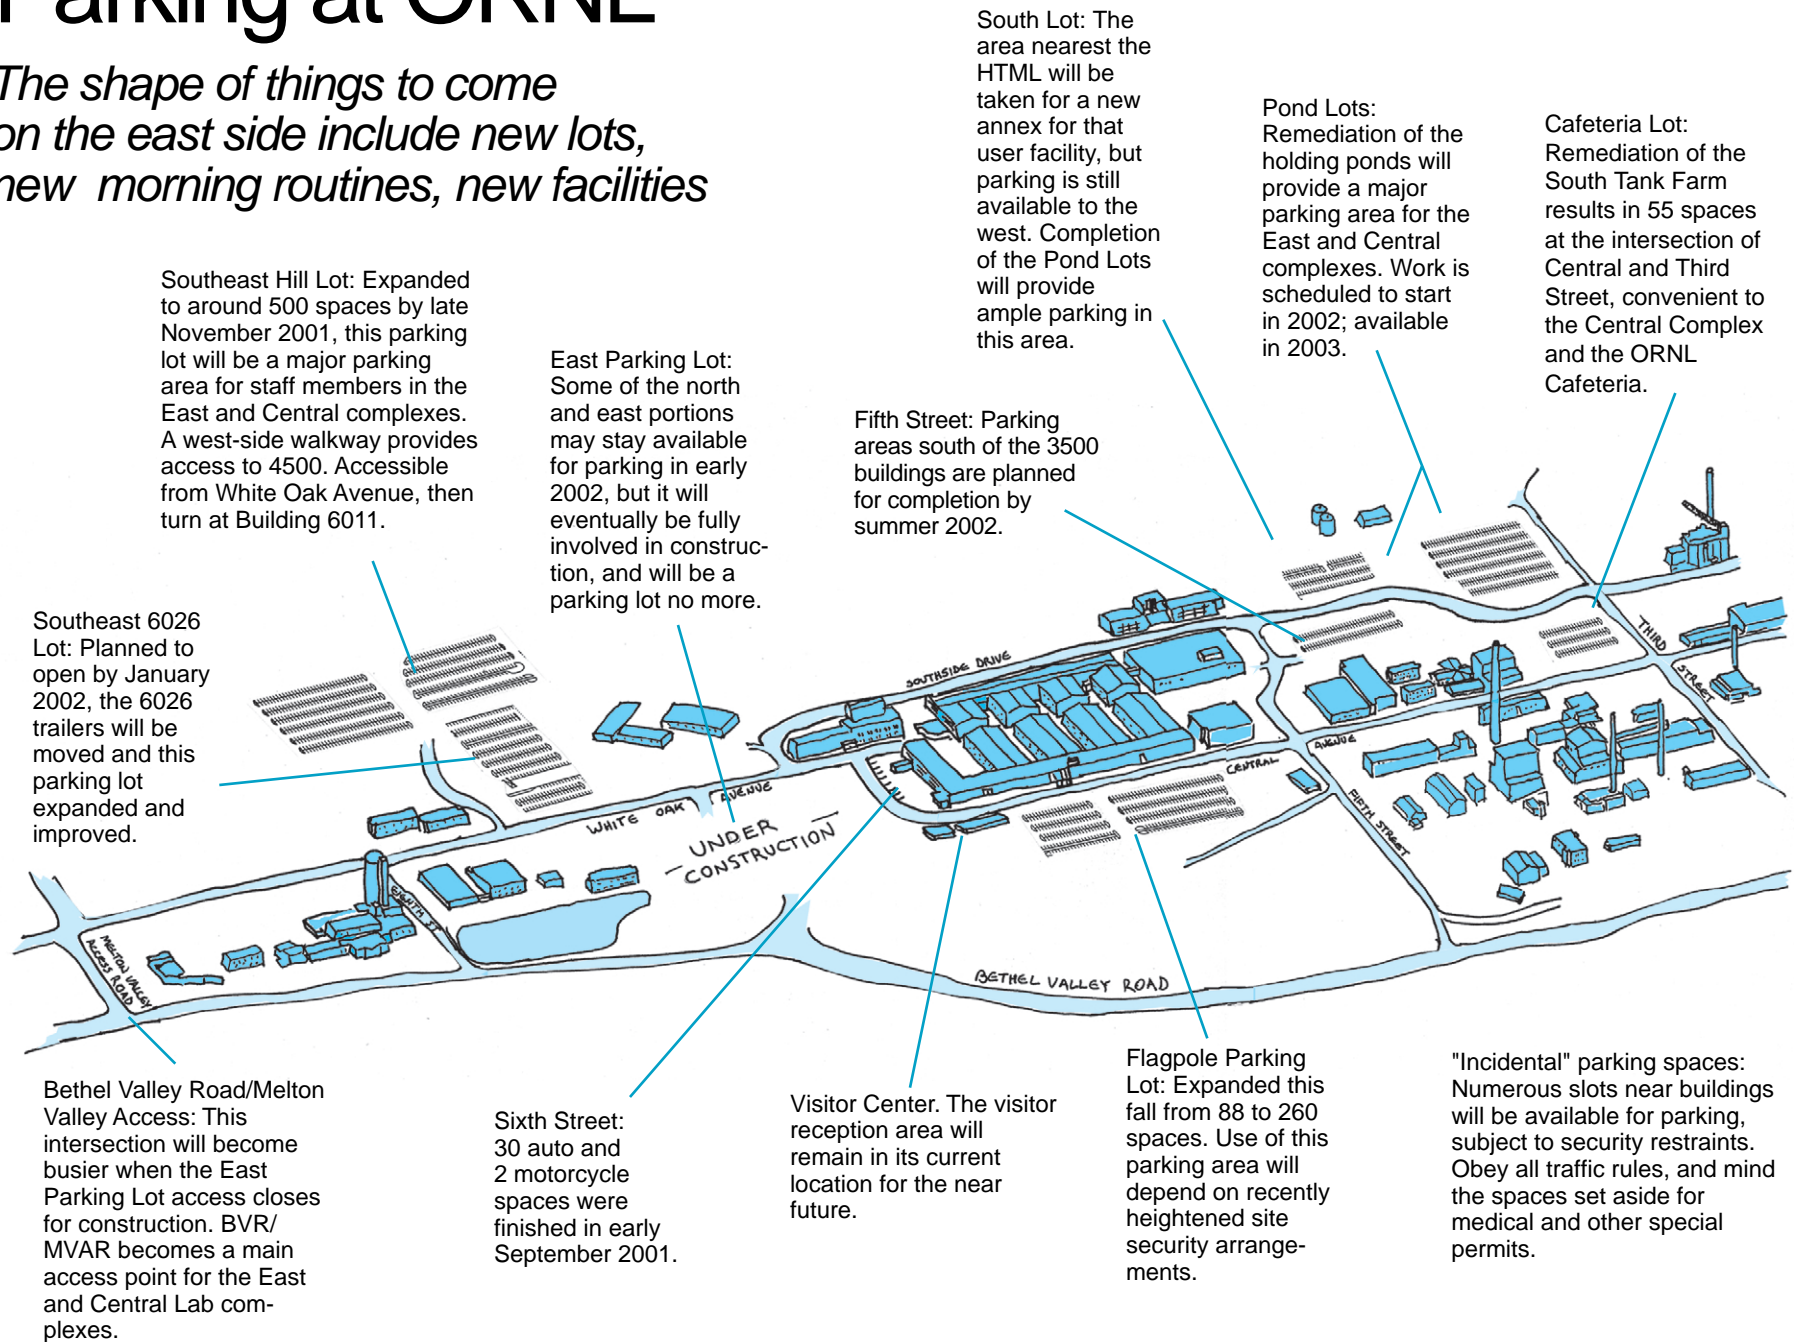 Parking at ORNL
The shape of things to come
on the east side include new lots,
new morning routines, new facilities
South Lot: The
area nearest the
HTML will be
taken for a new
annex for that
user facility, but
parking is still
available to the
west. Completion
of the Pond Lots
will provide
ample parking in
this area.
Pond Lots:
Remediation of the
holding ponds will
provide a major
parking area for the
East and Central
complexes. Work is
scheduled to start
in 2002; available
in 2003.
Cafeteria Lot:
Remediation of the
South Tank Farm
results in 55 spaces
at the intersection of
Central and Third
Street, convenient to
the Central Complex
and the ORNL
Cafeteria.
Southeast Hill Lot: Expanded
to around 500 spaces by late
November 2001, this parking
lot will be a major parking
area for staff members in the
East and Central complexes.
A west-side walkway provides
access to 4500. Accessible
from White Oak Avenue, then
turn at Building 6011.
East Parking Lot:
Some of the north
and east portions
may stay available
for parking in early
2002, but it will
eventually be fully
involved in construc-
tion, and will be a
parking lot no more.
Fifth Street: Parking
areas south of the 3500
buildings are planned
for completion by
summer 2002.
Southeast 6026
Lot: Planned to
open by January
2002, the 6026
trailers will be
moved and this
parking lot
expanded and
improved.
SOUTHSIDE DRIVE
THIRD
STREET
AVENUE
CENTRAL
FIFTH STREET
WHITE OAK AVENUE
UNDER
CONSTRUCTION
EIGHTH ST
MELTON VALLEY
ACCESS ROAD
BETHEL VALLEY ROAD
Bethel Valley Road/Melton
Valley Access: This
intersection will become
busier when the East
Parking Lot access closes
for construction. BVR/
MVAR becomes a main
access point for the East
and Central Lab com-
plexes.
Sixth Street:
30 auto and
2 motorcycle
spaces were
finished in early
September 2001.
Visitor Center. The visitor
reception area will
remain in its current
location for the near
future.
Flagpole Parking
Lot: Expanded this
fall from 88 to 260
spaces. Use of this
parking area will
depend on recently
heightened site
security arrange-
ments.
"Incidental" parking spaces:
Numerous slots near buildings
will be available for parking,
subject to security restraints.
Obey all traffic rules, and mind
the spaces set aside for
medical and other special
permits.